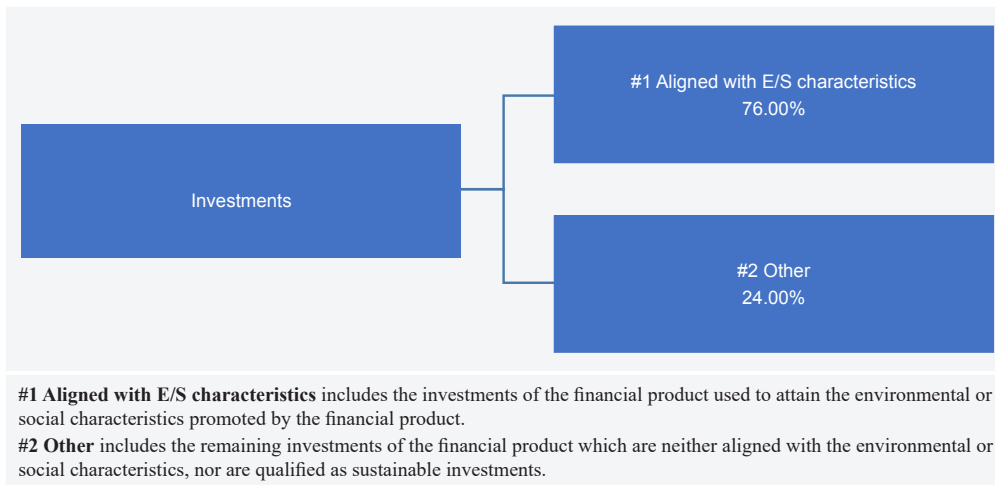 #1 Aligned with E/S characteristics
76.00%
Investments
#2 Other
24.00%
#1 Aligned with E/S characteristics includes the investments of the financial product used to attain the environmental or
social characteristics promoted by the financial product.
#2 Other includes the remaining investments of the financial product which are neither aligned with the environmental or
social characteristics, nor are qualified as sustainable investments.